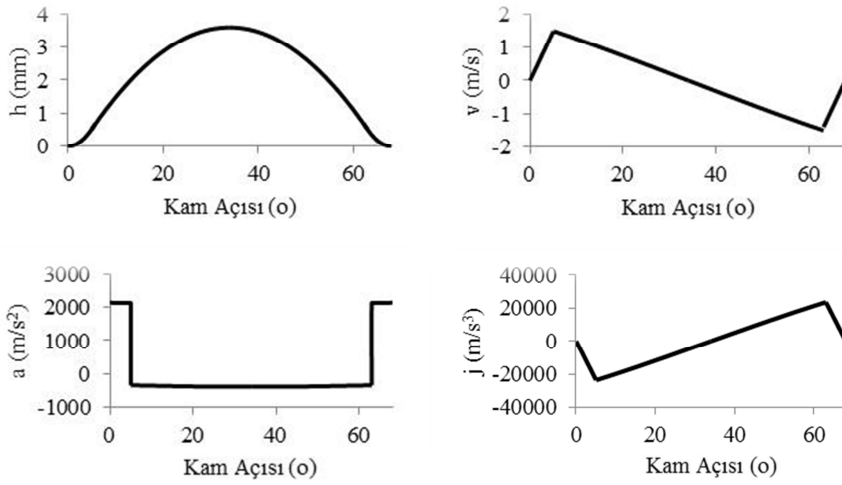 4
3
2
1
0
h (mm)
0 20 40 60
Kam Açısı (o)
2
1
0
-1
-2
v (m/s)
0 20 40 60
Kam Açısı (o)
3000
2000
1000
0
-1000
a (m/s²)
0 20 40 60
Kam Açısı (o)
40000
20000
0
-20000
-40000
j (m/s³)
0 20 40 60
Kam Açısı (o)